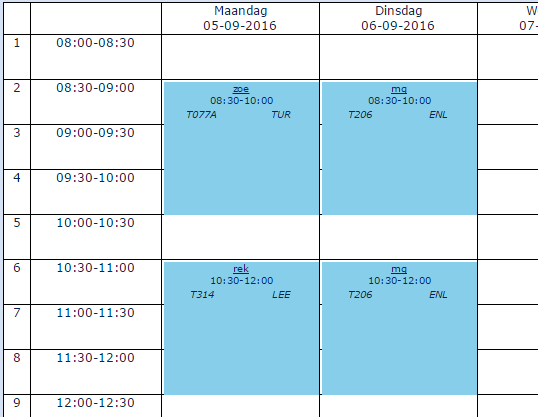 Maandag Dinsdag W
05-09-2016 06-09-2016 07-
1 08:00-08:30
2 08:30-09:00 zoe mq
08:30-10:00 08:30-10:00
T077A TUR T206 ENL
3 09:00-09:30
4 09:30-10:00
5 10:00-10:30
6 10:30-11:00 rek mq
10:30-12:00 10:30-12:00
T314 LEE T206 ENL
7 11:00-11:30
8 11:30-12:00
9 12:00-12:30